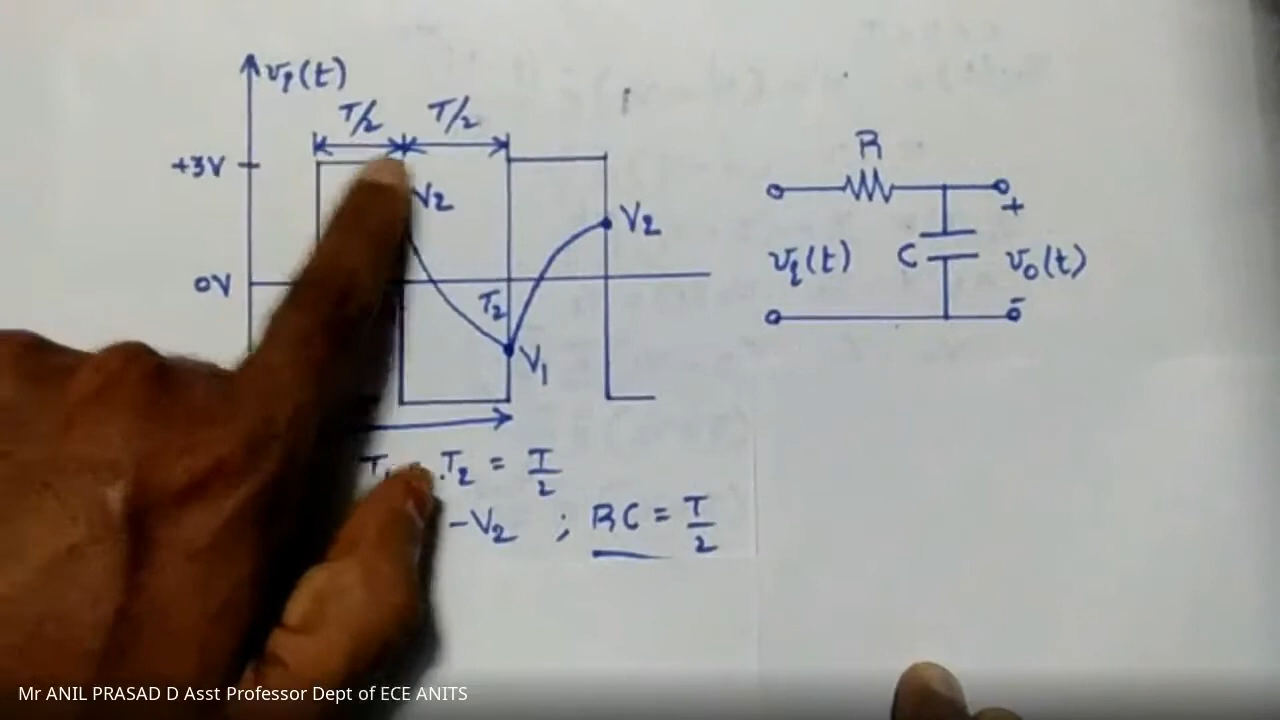 vi(t)
T/2 T/2
+3V
V2
V2
0V
T2
V1
T2 = T/2
-V2 ; RC = T/2
R
vi(t) C vo(t)
+
-
Mr ANIL PRASAD D Asst Professor Dept of ECE ANITS